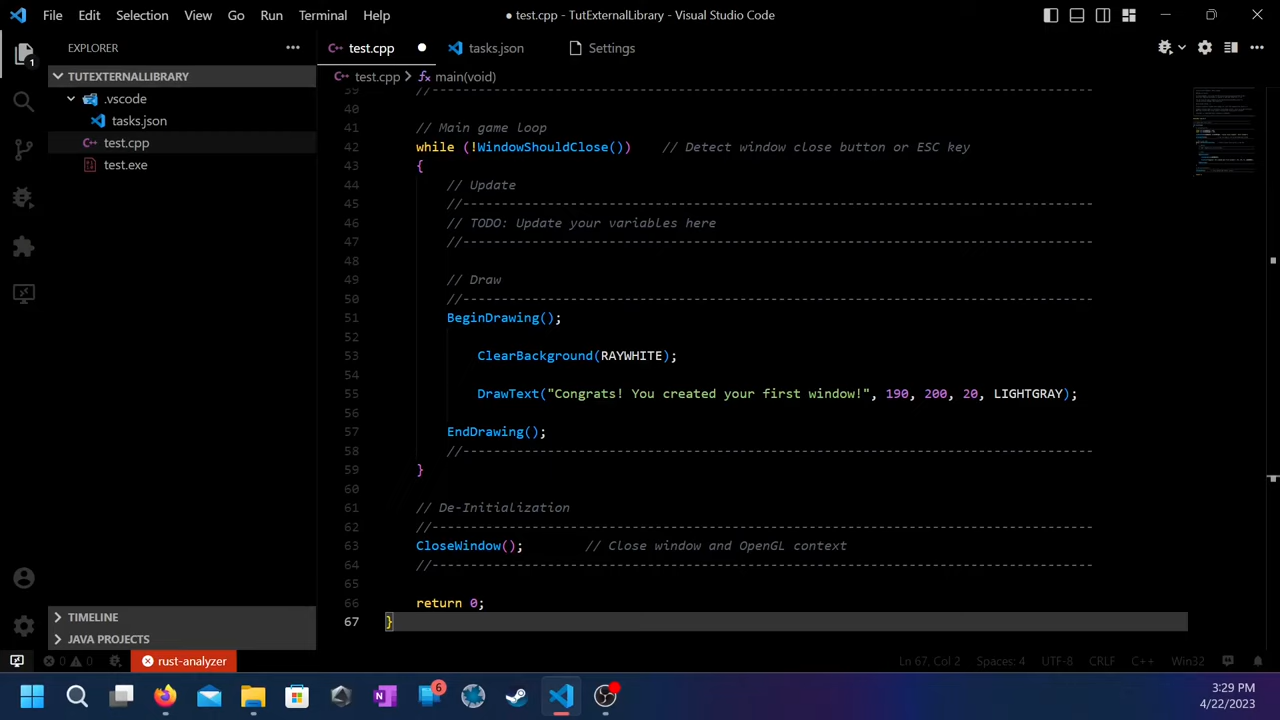 File Edit Selection View Go Run Terminal Help
● test.cpp - TutExternalLibrary - Visual Studio Code
EXPLORER
TUTEXTERNALLIBRARY
.vscode
tasks.json
test.cpp
test.exe
TIMELINE
JAVA PROJECTS
1
test.cpp tasks.json Settings
test.cpp > main(void)
39 //----------------------------------------------------------------------------------
40
41 // Main game loop
42 while (!WindowShouldClose()) // Detect window close button or ESC key
43 {
44 // Update
45 //----------------------------------------------------------------------------------
46 // TODO: Update your variables here
47 //----------------------------------------------------------------------------------
48
49 // Draw
50 //----------------------------------------------------------------------------------
51 BeginDrawing();
52
53 ClearBackground(RAYWHITE);
54
55 DrawText("Congrats! You created your first window!", 190, 200, 20, LIGHTGRAY);
56
57 EndDrawing();
58 //----------------------------------------------------------------------------------
59 }
60
61 // De-Initialization
62 //--------------------------------------------------------------------------------------
63 CloseWindow(); // Close window and OpenGL context
64 //--------------------------------------------------------------------------------------
65
66 return 0;
67 }
0 0 rust-analyzer Ln 67, Col 2 Spaces: 4 UTF-8 CRLF C++ Win32
6
3:29 PM
4/22/2023